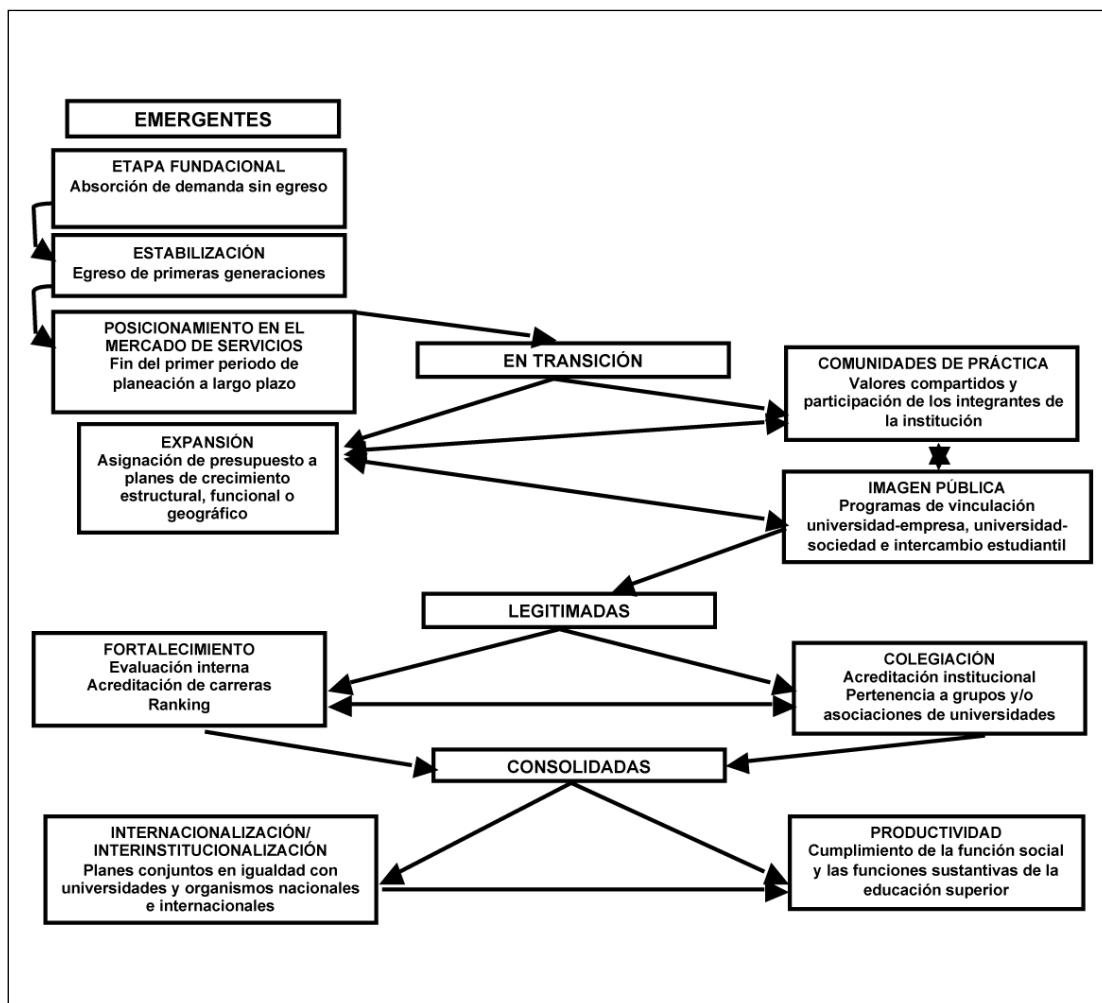 EMERGENTES
ETAPA FUNDACIONAL
Absorción de demanda sin egreso
ESTABILIZACIÓN
Egreso de primeras generaciones
POSICIONAMIENTO EN EL
MERCADO DE SERVICIOS
Fin del primer periodo de
planeación a largo plazo
EN TRANSICIÓN
COMUNIDADES DE PRÁCTICA
Valores compartidos y
participación de los integrantes de
la institución
EXPANSIÓN
Asignación de presupuesto a
planes de crecimiento
estructural, funcional o
geográfico
IMAGEN PÚBLICA
Programas de vinculación
universidad-empresa, universidad-
sociedad e intercambio estudiantil
LEGITIMADAS
FORTALECIMIENTO
Evaluación interna
Acreditación de carreras
Ranking
COLEGIACIÓN
Acreditación institucional
Pertenencia a grupos y/o
asociaciones de universidades
CONSOLIDADAS
INTERNACIONALIZACIÓN/
INTERINSTITUCIONALIZACIÓN
Planes conjuntos en igualdad con
universidades y organismos nacionales
e internacionales
PRODUCTIVIDAD
Cumplimiento de la función social
y las funciones sustantivas de la
educación superior